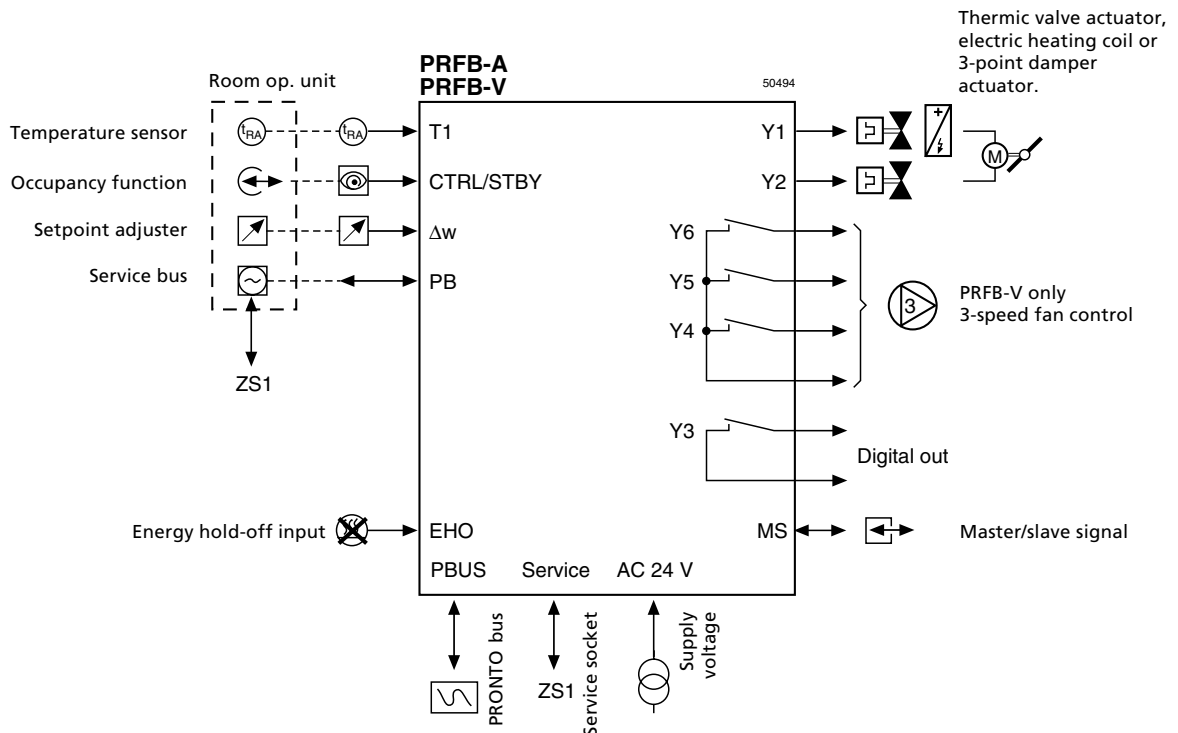 Thermic valve actuator,
electric heating coil or
3-point damper
actuator.
PRFB-A
PRFB-V
50494
Room op. unit
Temperature sensor
tRA
tRA
T1
Y1
Occupancy function
CTRL/STBY
Y2
M
Setpoint adjuster
Δw
Y6
Service bus
PB
Y5
3
PRFB-V only
3-speed fan control
Y4
ZS1
Y3
Digital out
Energy hold-off input
EHO
MS
Master/slave signal
PBUS
Service
AC 24 V
PRONTO bus
ZS1
Service socket
Supply
voltage